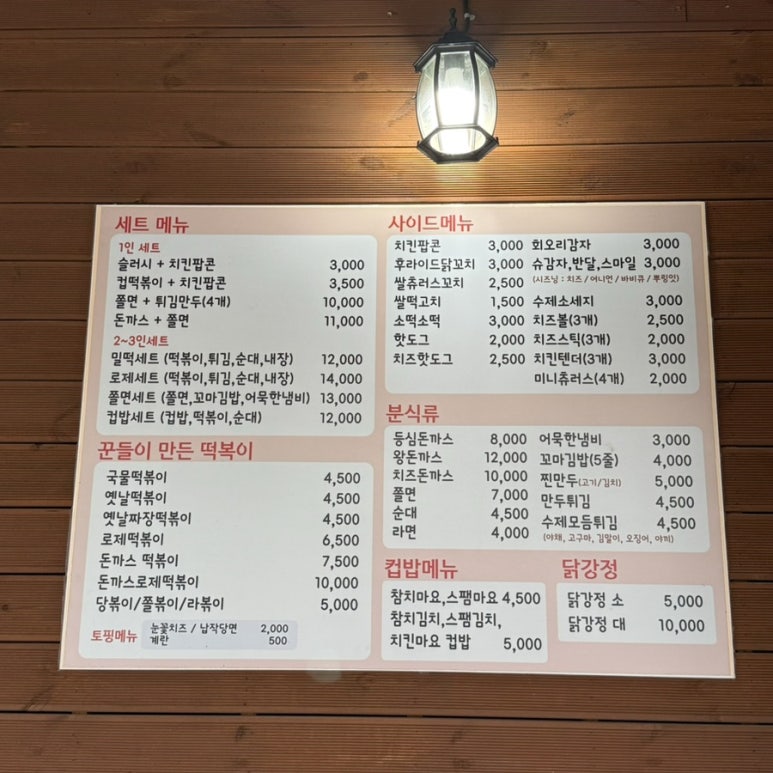 세트 메뉴
1인 세트
슬러시 + 치킨팝콘 3,000
컵떡볶이 + 치킨팝콘 3,500
쫄면 + 튀김만두(4개) 10,000
돈까스 + 쫄면 11,000
2~3인세트
밀떡세트 (떡볶이,튀김,순대,내장) 12,000
로제세트 (떡볶이,튀김,순대,내장) 14,000
쫄면세트 (쫄면,꼬마김밥,어묵한냄비) 13,000
컵밥세트 (컵밥,떡볶이,순대) 12,000
꾼들이 만든 떡볶이
국물떡볶이 4,500
옛날떡볶이 4,500
옛날짜장떡볶이 4,500
로제떡볶이 6,500
돈까스 떡볶이 7,500
돈까스로제떡볶이 10,000
당볶이/쫄볶이/라볶이 5,000
토핑메뉴
눈꽃치즈 / 납작당면 2,000
계란 500
사이드메뉴
치킨팝콘 3,000
후라이드닭꼬치 3,000
쌀츄러스꼬치 2,500
쌀떡고치 1,500
소떡소떡 3,000
핫도그 2,000
치즈핫도그 2,500
회오리감자 3,000
슈감자,반달,스마일 3,000
(시즈닝 : 치즈 / 어니언 / 바비큐 / 뿌링잇)
수제소세지 3,000
치즈볼(3개) 2,500
치즈스틱(3개) 2,000
치킨텐더(3개) 3,000
미니츄러스(4개) 2,000
분식류
등심돈까스 8,000
왕돈까스 12,000
치즈돈까스 10,000
쫄면 7,000
순대 4,500
라면 4,000
어묵한냄비 3,000
꼬마김밥(5줄) 4,000
찐만두(고기/김치) 5,000
만두튀김 4,500
수제모듬튀김 4,500
(야채, 고구마, 김말이, 오징어, 야끼)
컵밥메뉴
참치마요,스팸마요 4,500
참치김치,스팸김치,
치킨마요 컵밥 5,000
닭강정
닭강정 소 5,000
닭강정 대 10,000